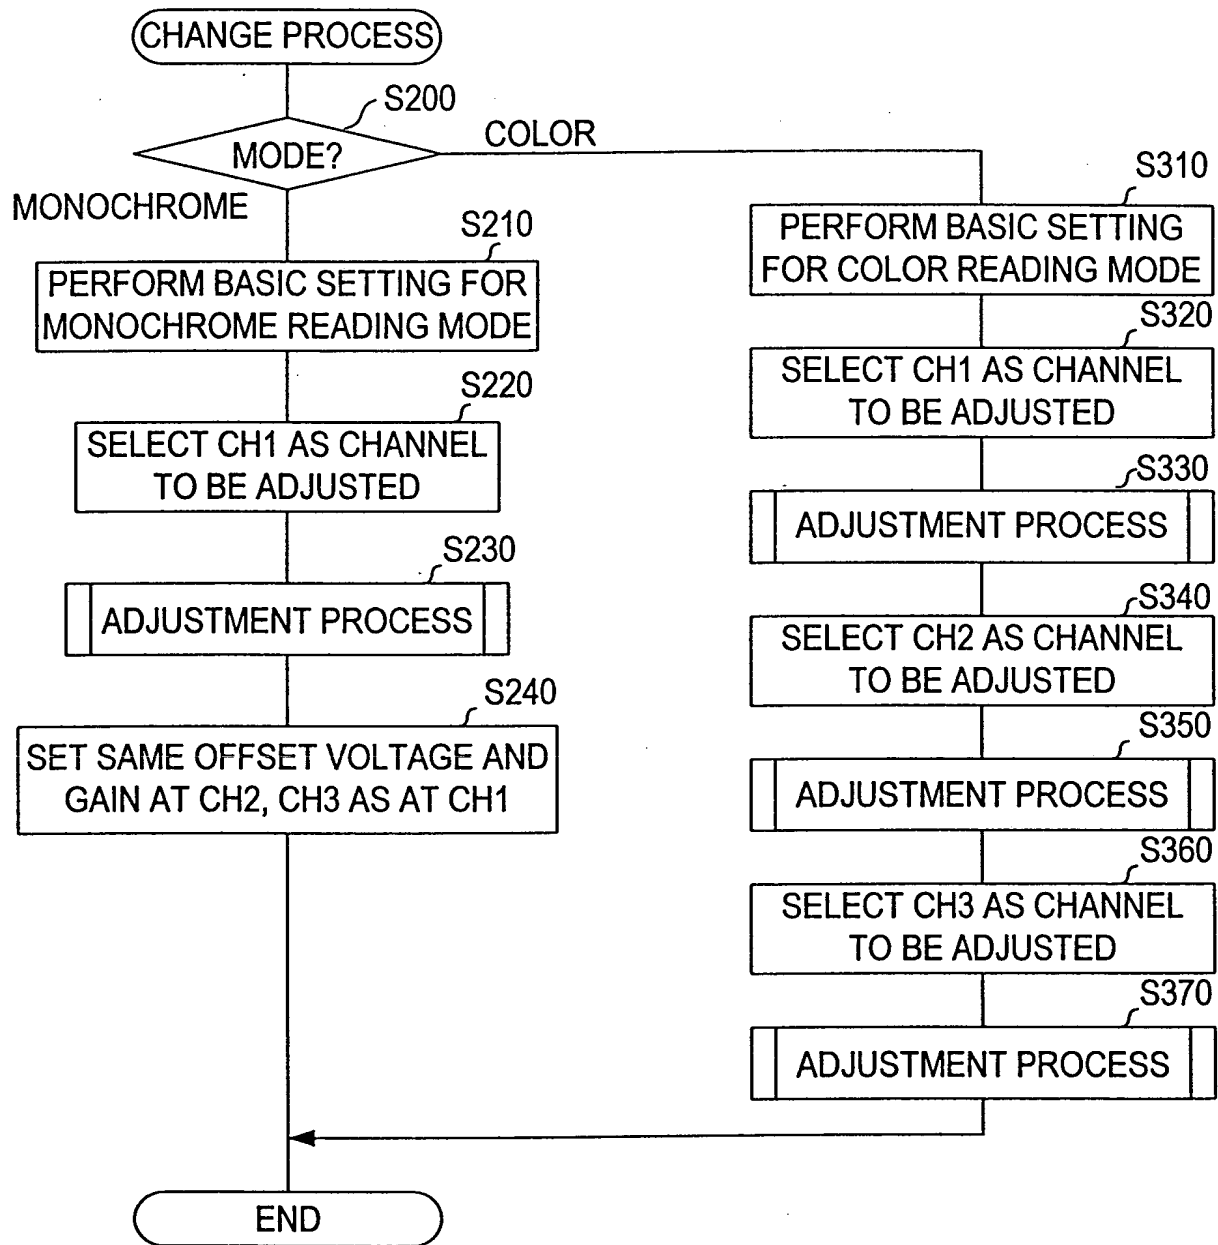 CHANGE PROCESS
S200
MODE?
COLOR
MONOCHROME
S210
PERFORM BASIC SETTING FOR
MONOCHROME READING MODE
S220
SELECT CH1 AS CHANNEL
TO BE ADJUSTED
S230
ADJUSTMENT PROCESS
S240
SET SAME OFFSET VOLTAGE AND
GAIN AT CH2, CH3 AS AT CH1
S310
PERFORM BASIC SETTING
FOR COLOR READING MODE
S320
SELECT CH1 AS CHANNEL
TO BE ADJUSTED
S330
ADJUSTMENT PROCESS
S340
SELECT CH2 AS CHANNEL
TO BE ADJUSTED
S350
ADJUSTMENT PROCESS
S360
SELECT CH3 AS CHANNEL
TO BE ADJUSTED
S370
ADJUSTMENT PROCESS
END